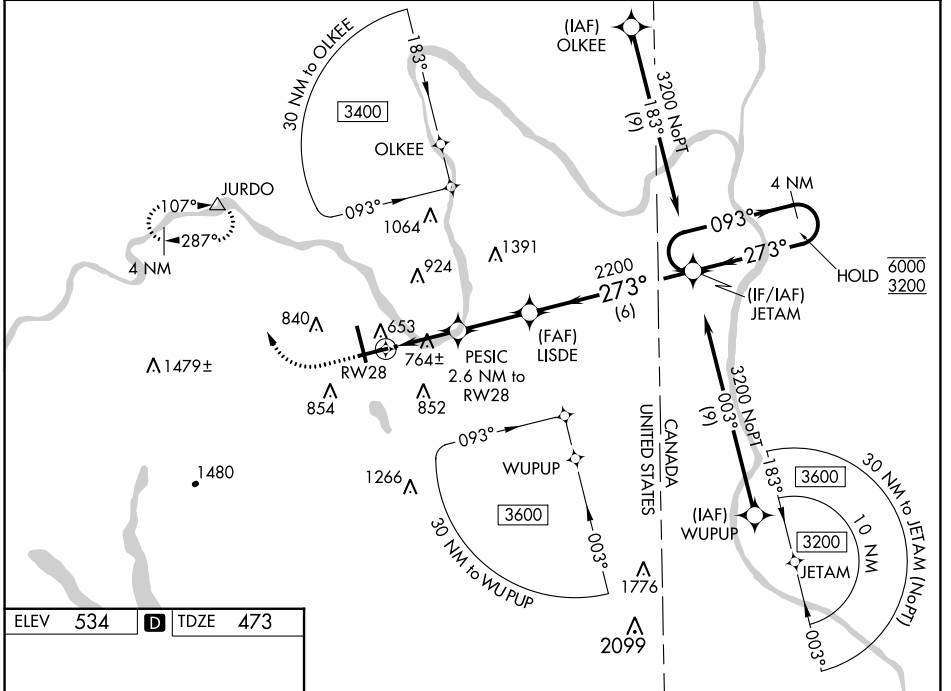 (IAF)
OLKEE
30 NM to OLKEE
183°
3400
OLKEE
093°
3200 NoPT
183°
(9)
JURDO
107°
287°
4 NM
1064
1391
924
4 NM
093°
273°
HOLD
6000
3200
2200
273°
(6)
(IF/IAF)
JETAM
(FAF)
LISDE
840
653
764±
PESIC
2.6 NM to
RW28
RW28
1479±
854
852
093°
WUPUP
3600
003°
30 NM to WUPUP
CANADA
UNITED STATES
3200 NoPT
003°
(9)
(IAF)
WUPUP
1480
1266
183°
3600
30 NM to JETAM (NoPT)
3200
10 NM
JETAM
003°
1776
2099
ELEV 534 D TDZE 473